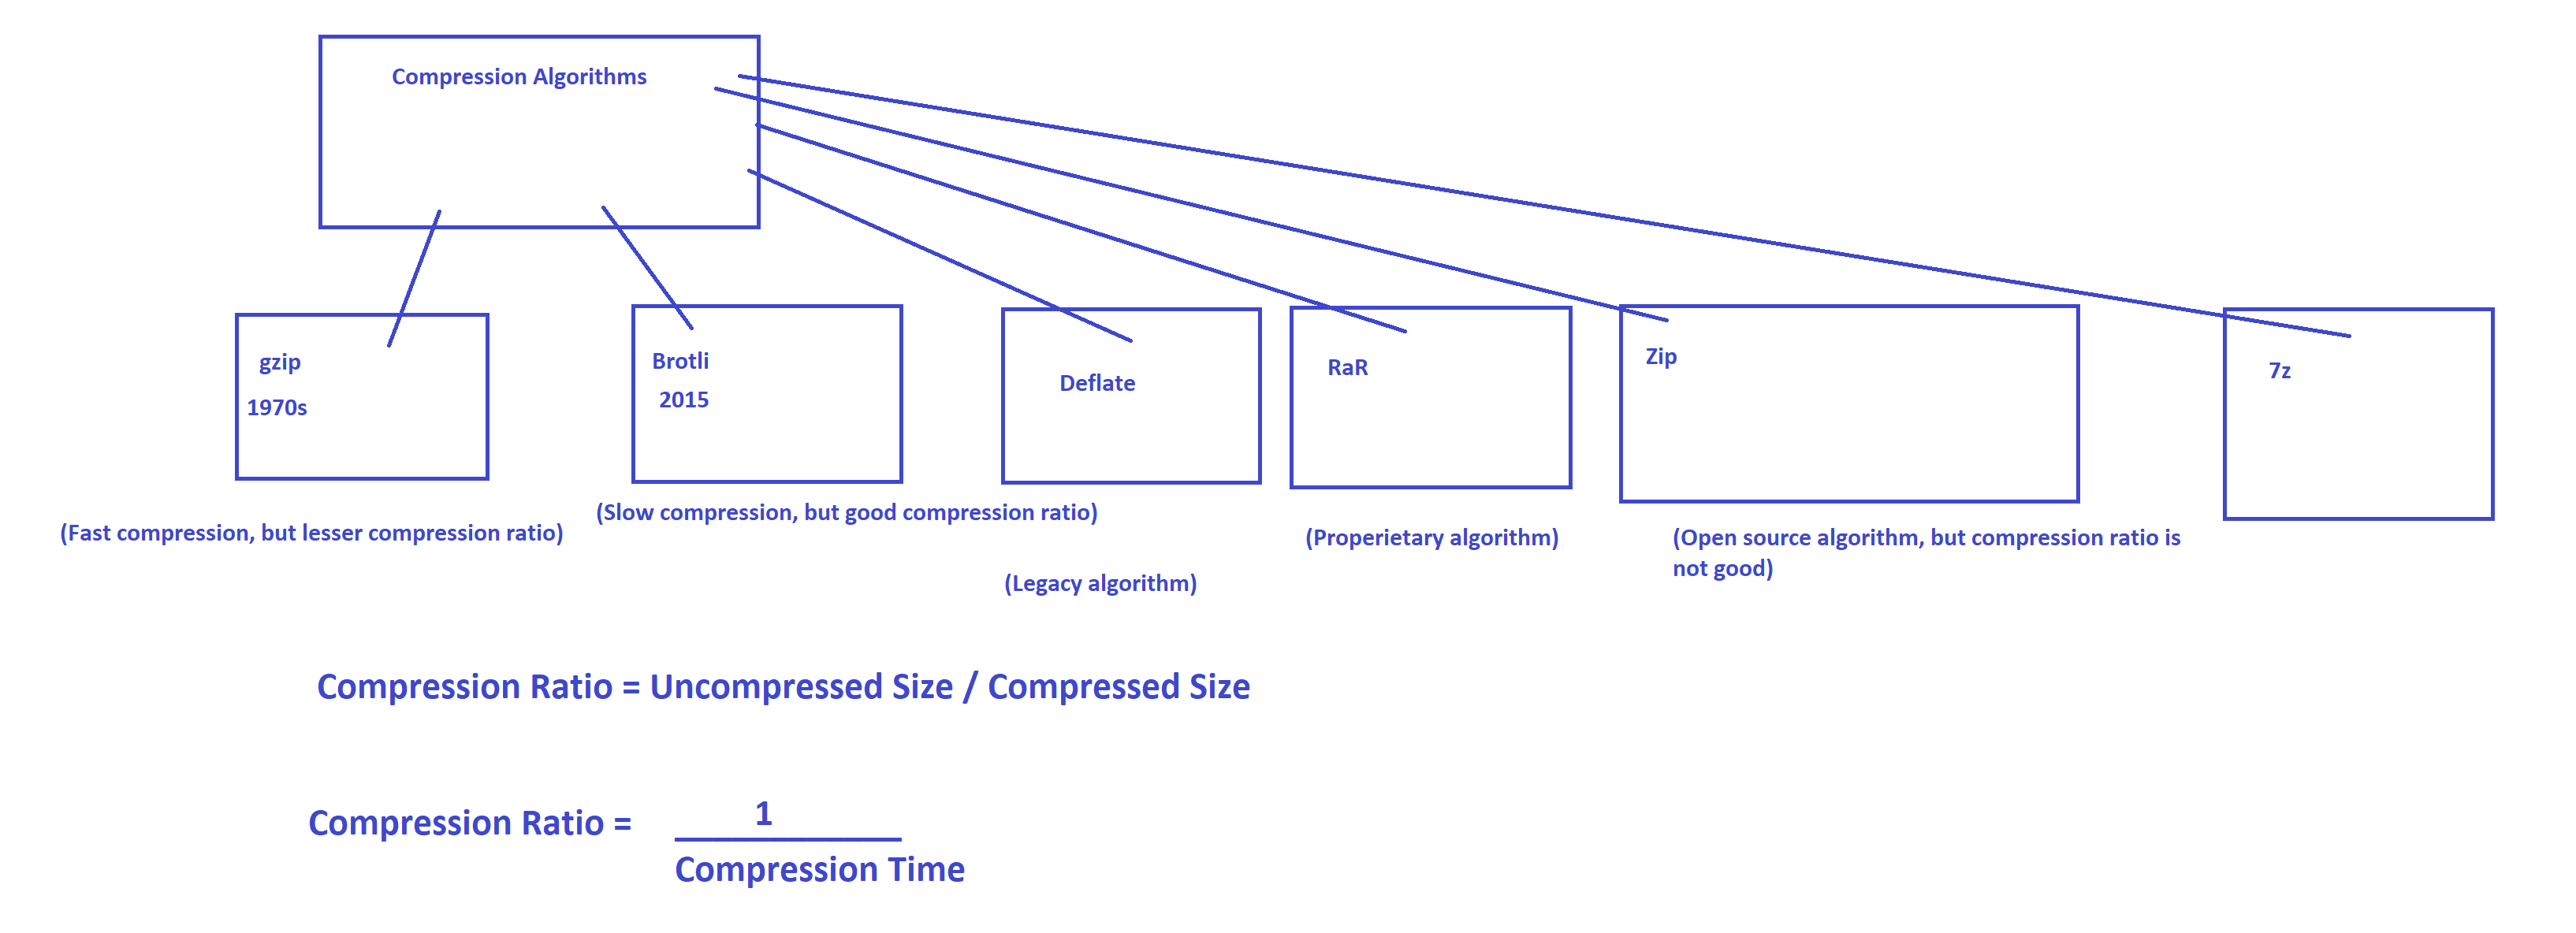 Compression Algorithms
gzip
1970s
Brotli
2015
Deflate
RaR
Zip
7z
(Fast compression, but lesser compression ratio)
(Slow compression, but good compression ratio)
(Legacy algorithm)
(Properietary algorithm)
(Open source algorithm, but compression ratio is
not good)
Compression Ratio = Uncompressed Size / Compressed Size
Compression Ratio =
1
Compression Time